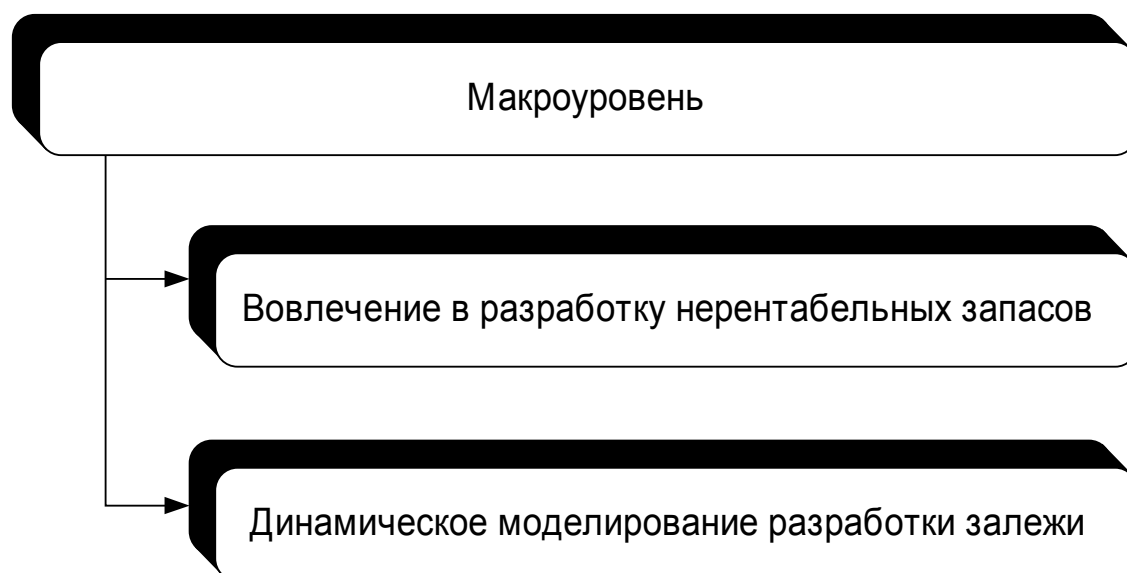 Макроуровень
Вовлечение в разработку нерентабельных запасов
Динамическое моделирование разработки залежи